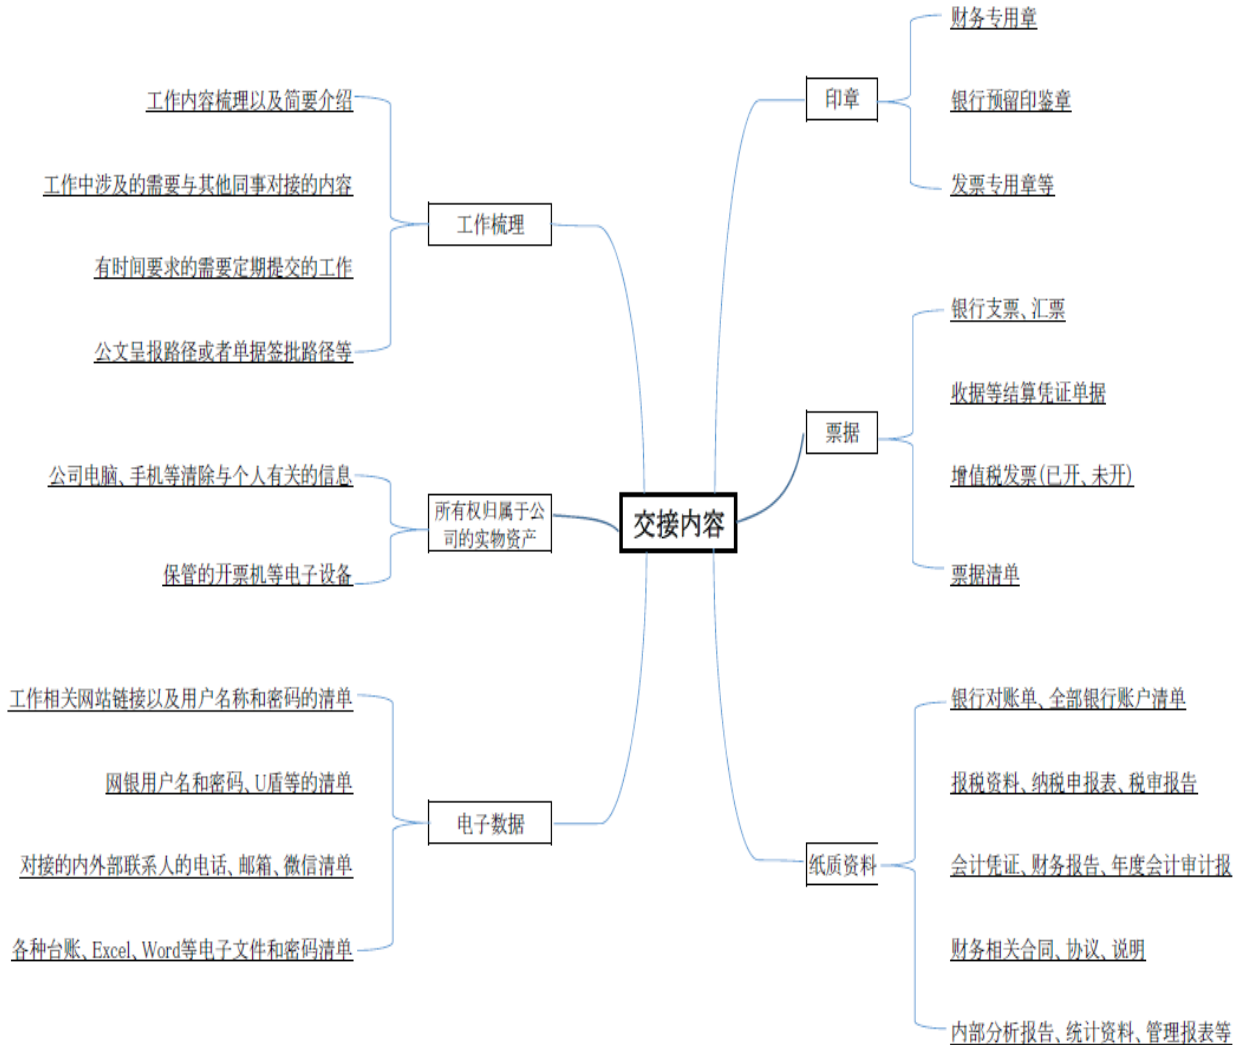 交接内容
印章
财务专用章
银行预留印鉴章
发票专用章等
票据
银行支票、汇票
收据等结算凭证单据
增值税发票(已开、未开)
票据清单
纸质资料
银行对账单、全部银行账户清单
报税资料、纳税申报表、税审报告
会计凭证、财务报告、年度会计审计报
财务相关合同、协议、说明
内部分析报告、统计资料、管理报表等
工作梳理
工作内容梳理以及简要介绍
工作中涉及的需要与其他同事对接的内容
有时间要求的需要定期提交的工作
公文呈报路径或者单据签批路径等
所有权归属于公
司的实物资产
公司电脑、手机等清除与个人有关的信息
保管的开票机等电子设备
电子数据
工作相关网站链接以及用户名称和密码的清单
网银用户名和密码、U盾等的清单
对接的内外部联系人的电话、邮箱、微信清单
各种台账、Excel、Word等电子文件和密码清单